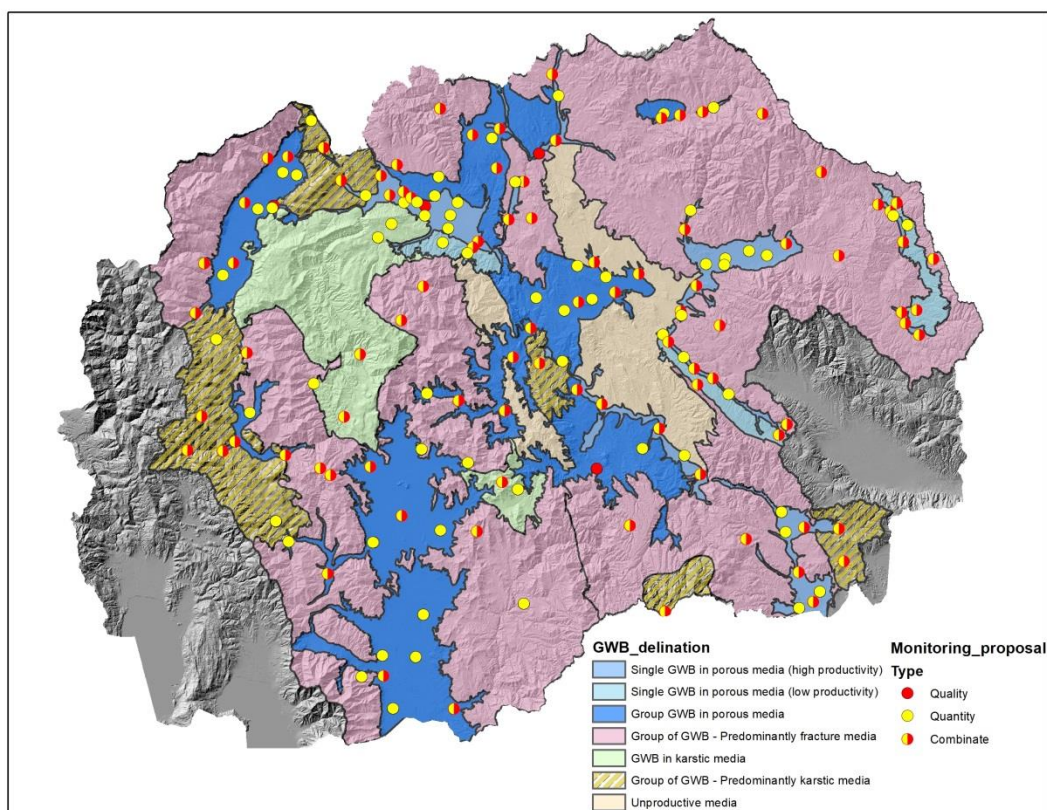 GWB_delination
Single GWB in porous media (high productivity)
Single GWB in porous media (low productivity)
Group GWB in porous media
Group of GWB - Predominantly fracture media
GWB in karstic media
Group of GWB - Predominantly karstic media
Unproductive media
Monitoring_proposal
Type
Quality
Quantity
Combinate